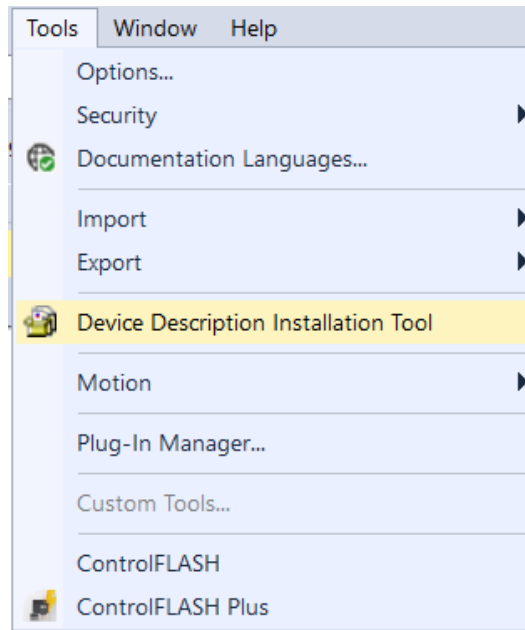 Tools Window Help
Options...
Security
Documentation Languages...
Import
Export
Device Description Installation Tool
Motion
Plug-In Manager...
Custom Tools...
ControlFLASH
ControlFLASH Plus